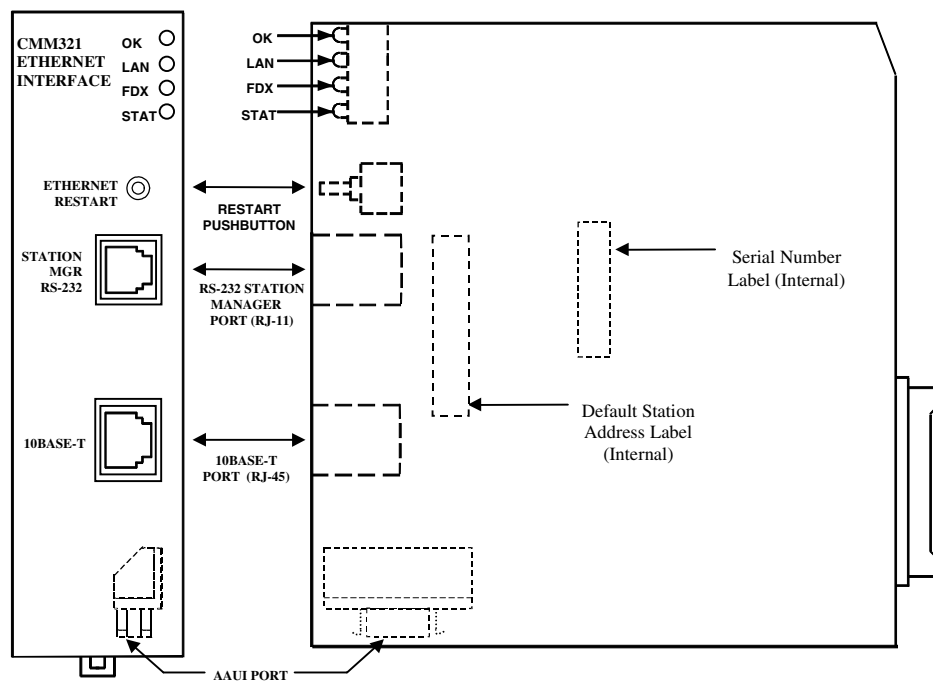 CMM321
ETHERNET
INTERFACE
OK
LAN
FDX
STAT
OK
LAN
FDX
STAT
ETHERNET
RESTART
RESTART
PUSHBUTTON
STATION
MGR
RS-232
RS-232 STATION
MANAGER
PORT (RJ-11)
Serial Number
Label (Internal)
Default Station
Address Label
(Internal)
10BASE-T
10BASE-T
PORT (RJ-45)
AAUI PORT